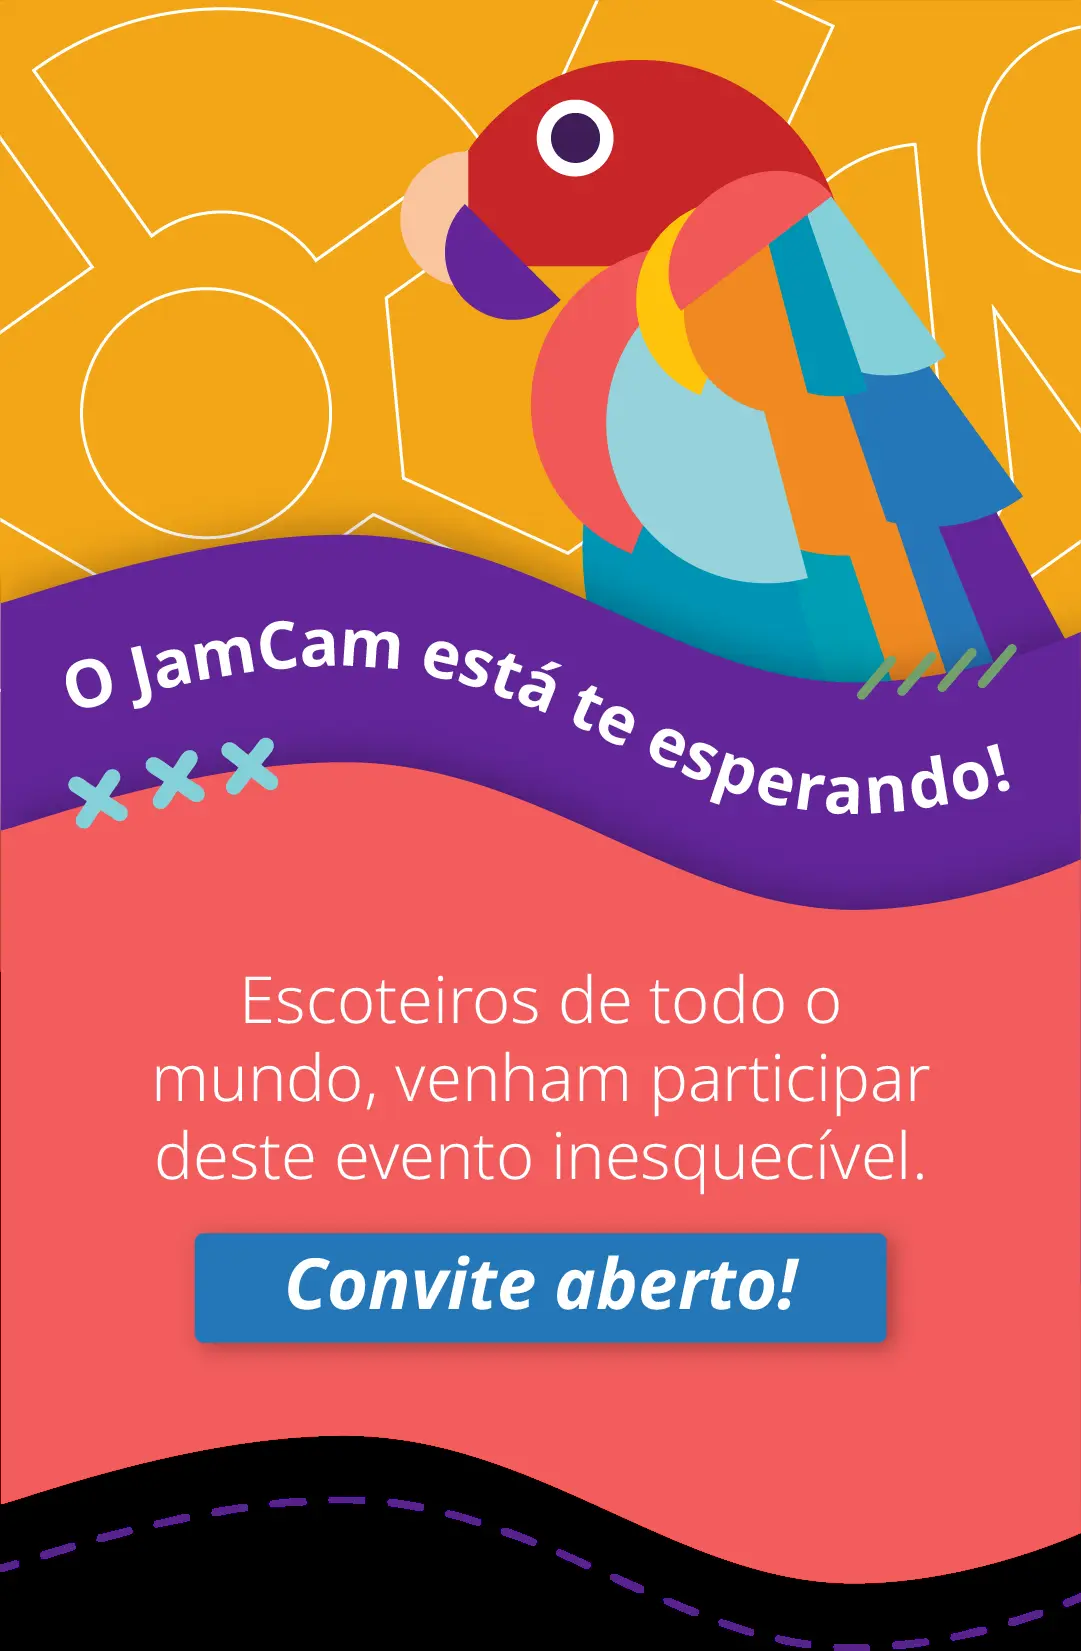 O JamCam está te esperando!
Escoteiros de todo o
mundo, venham participar
deste evento inesquecível.
Convite aberto!